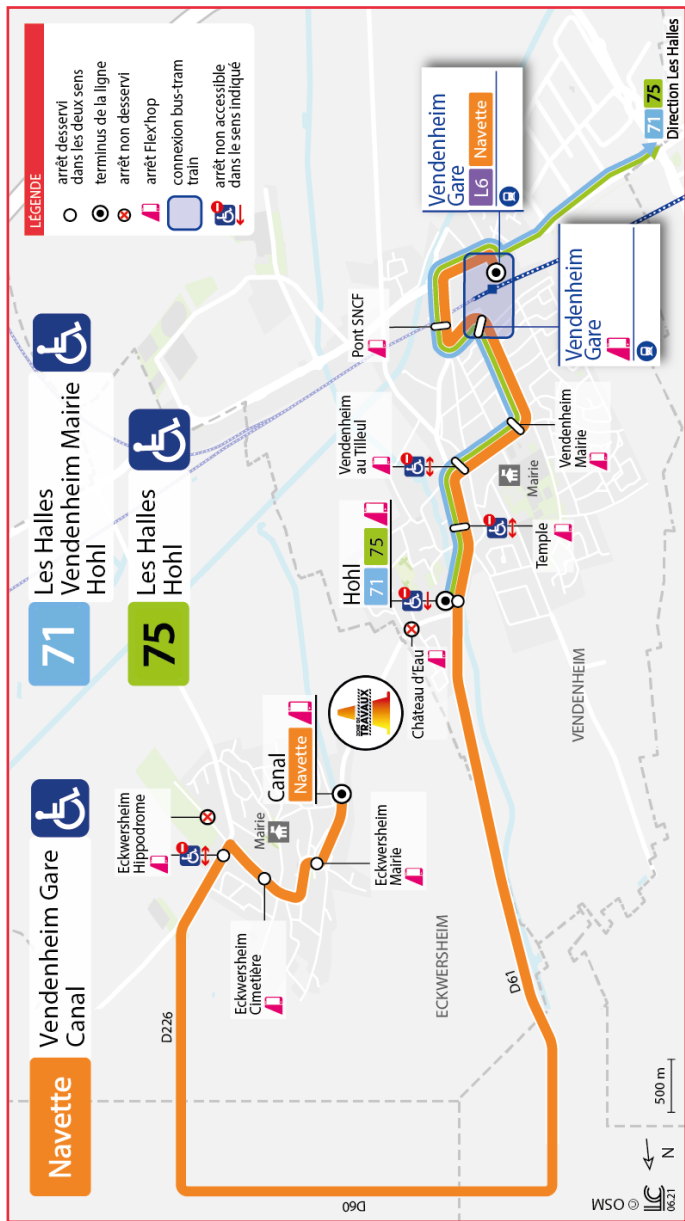 Navette
Vendenheim Gare
Canal
71
Les Halles
Vendenheim Mairie
Hohl
75
Les Halles
Hohl
LÉGENDE
arrêt desservi
dans les deux sens
terminus de la ligne
arrêt non desservi
arrêt Flex'hop
connexion bus-tram
train
arrêt non accessible
dans le sens indiqué
D226
D60
D61
Eckwersheim
Hippodrome
Eckwersheim
Cimetière
Mairie
Eckwersheim
Mairie
Canal
Navette
ZONE DE
TRAVAUX
ECKWERSHEIM
Château d'Eau
Hohl
71 75
Temple
Vendenheim
au Tilleul
Mairie
Vendenheim
Mairie
VENDENHEIM
Pont SNCF
Vendenheim
Gare
Vendenheim
Gare
L6 Navette
71 75
Direction Les Halles
500 m
N
© OSM
06.21